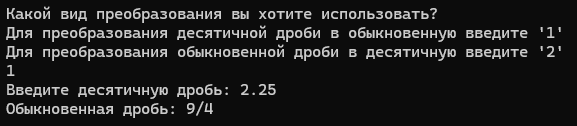 Какой вид преобразования вы хотите использовать?
Для преобразования десятичной дроби в обыкновенную введите '1'
Для преобразования обыкновенной дроби в десятичную введите '2'
1
Введите десятичную дробь: 2.25
Обыкновенная дробь: 9/4